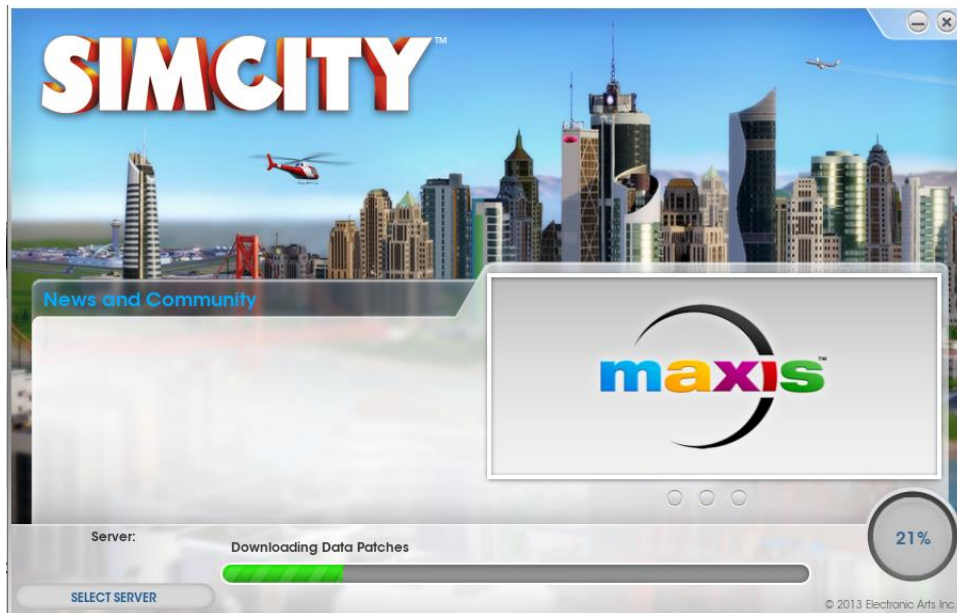 SIMCITY™
News and Community
maxis™
Server:
Downloading Data Patches
21%
SELECT SERVER
© 2013 Electronic Arts Inc.